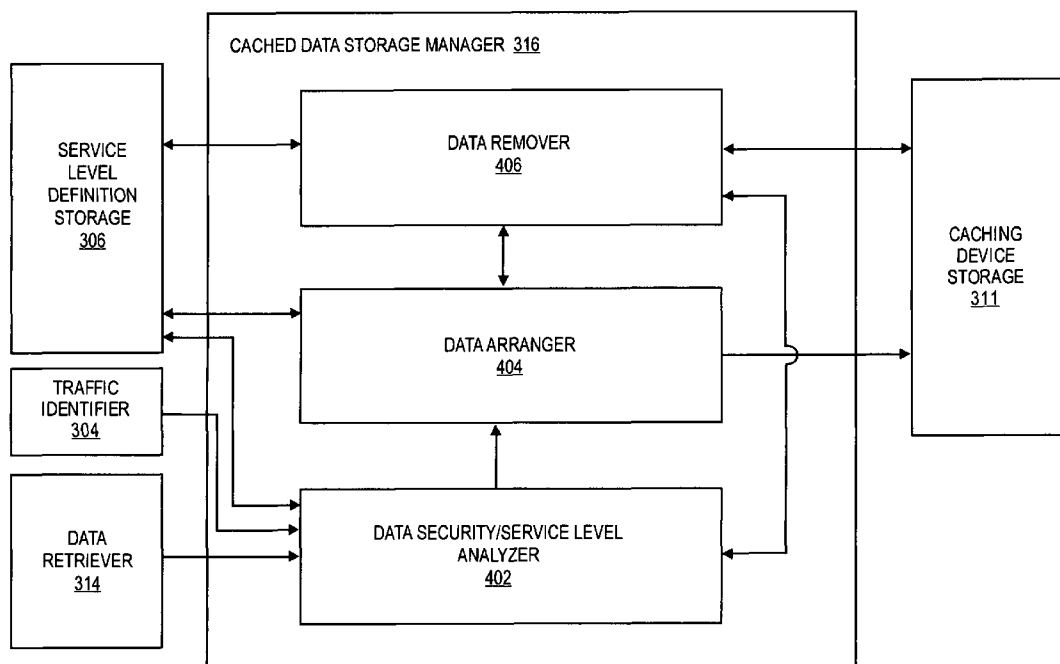 CACHED DATA STORAGE MANAGER 316
SERVICE
LEVEL
DEFINITION
STORAGE
306
DATA REMOVER
406
CACHING
DEVICE
STORAGE
311
DATA ARRANGER
404
TRAFFIC
IDENTIFIER
304
DATA
RETRIEVER
314
DATA SECURITY/SERVICE LEVEL
ANALYZER
402